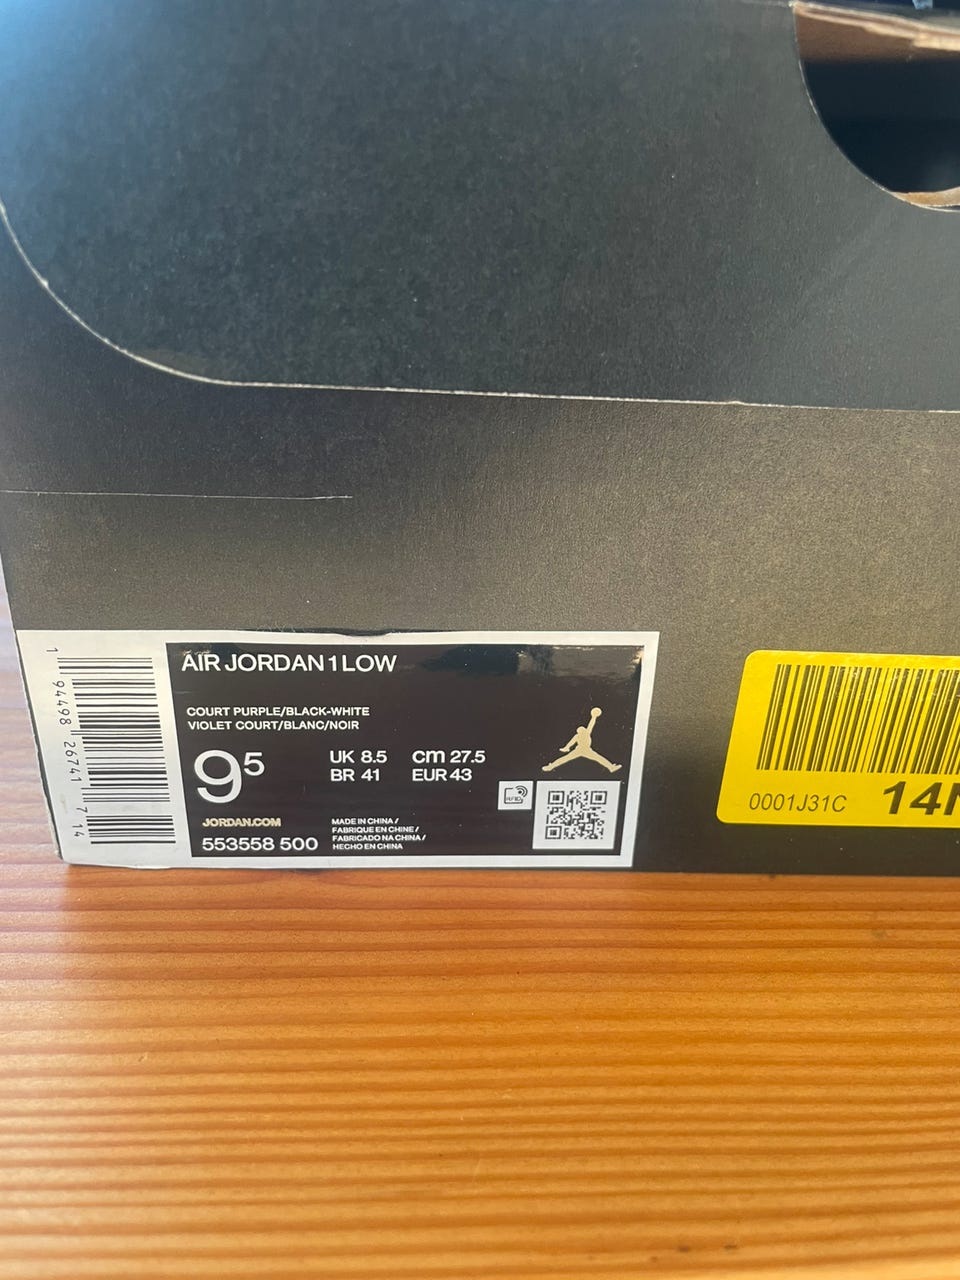 AIR JORDAN 1 LOW
COURT PURPLE/BLACK-WHITE
VIOLET COURT/BLANC/NOIR
9.5
UK 8.5 cm 27.5
BR 41 EUR 43
RFID
JORDAN.COM
553558 500
MADE IN CHINA /
FABRIQUE EN CHINE /
FABRICADO NA CHINA /
HECHO EN CHINA
1 94498 26741 7 14
0001J31C